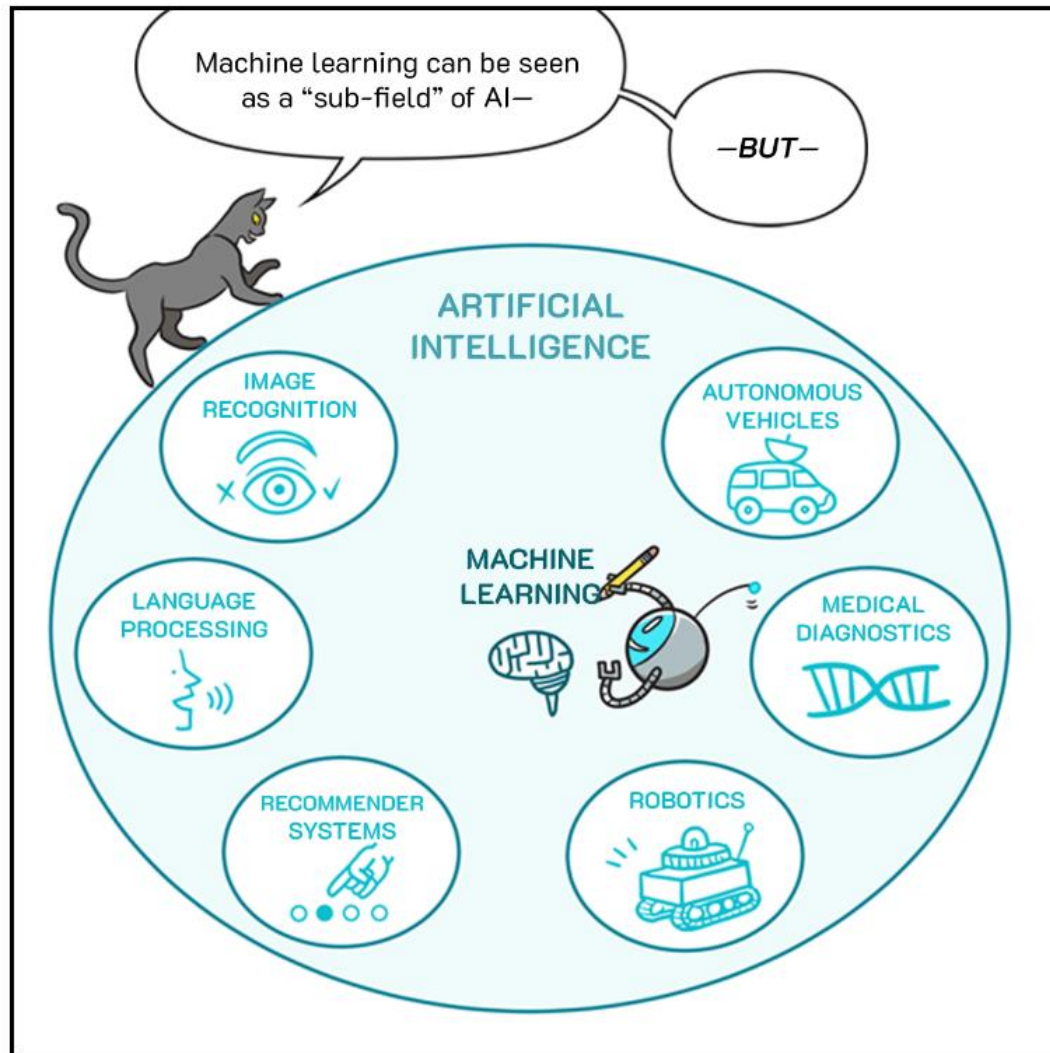 Machine learning can be seen
as a “sub-field” of AI—
—BUT—
ARTIFICIAL
INTELLIGENCE
IMAGE
RECOGNITION
AUTONOMOUS
VEHICLES
MACHINE
LEARNING
LANGUAGE
PROCESSING
MEDICAL
DIAGNOSTICS
RECOMMENDER
SYSTEMS
ROBOTICS